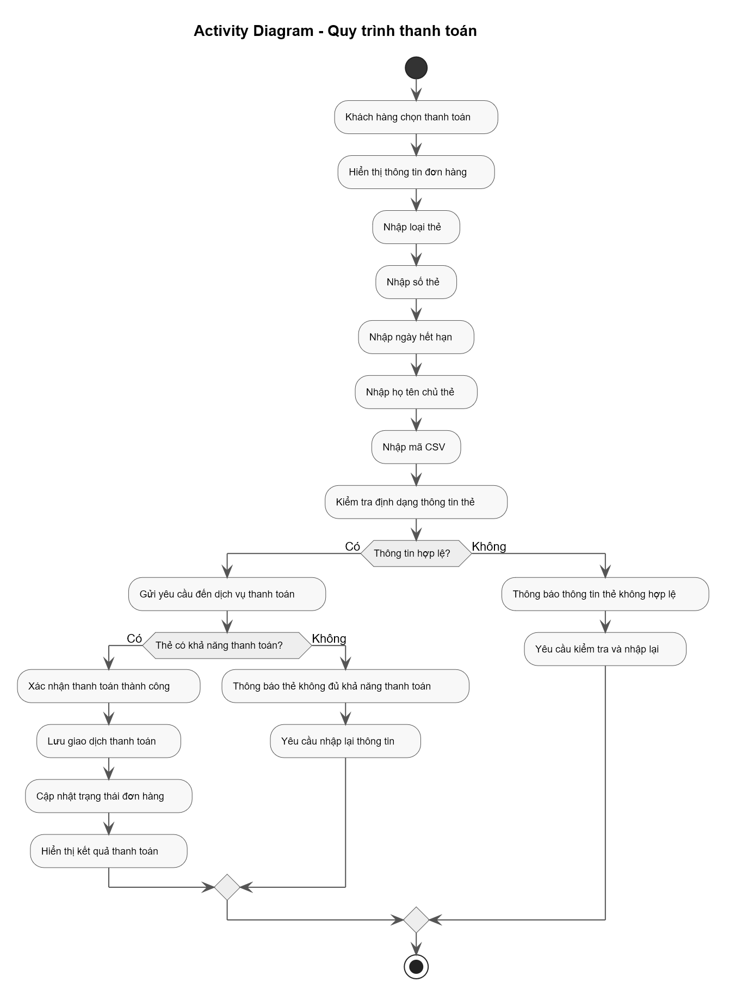 Activity Diagram - Quy trình thanh toán
Khách hàng chọn thanh toán
Hiển thị thông tin đơn hàng
Nhập loại thẻ
Nhập số thẻ
Nhập ngày hết hạn
Nhập họ tên chủ thẻ
Nhập mã CSV
Kiểm tra định dạng thông tin thẻ
Có
Thông tin hợp lệ?
Không
Gửi yêu cầu đến dịch vụ thanh toán
Thông báo thông tin thẻ không hợp lệ
Có
Thẻ có khả năng thanh toán?
Không
Yêu cầu kiểm tra và nhập lại
Xác nhận thanh toán thành công
Thông báo thẻ không đủ khả năng thanh toán
Lưu giao dịch thanh toán
Yêu cầu nhập lại thông tin
Cập nhật trạng thái đơn hàng
Hiển thị kết quả thanh toán